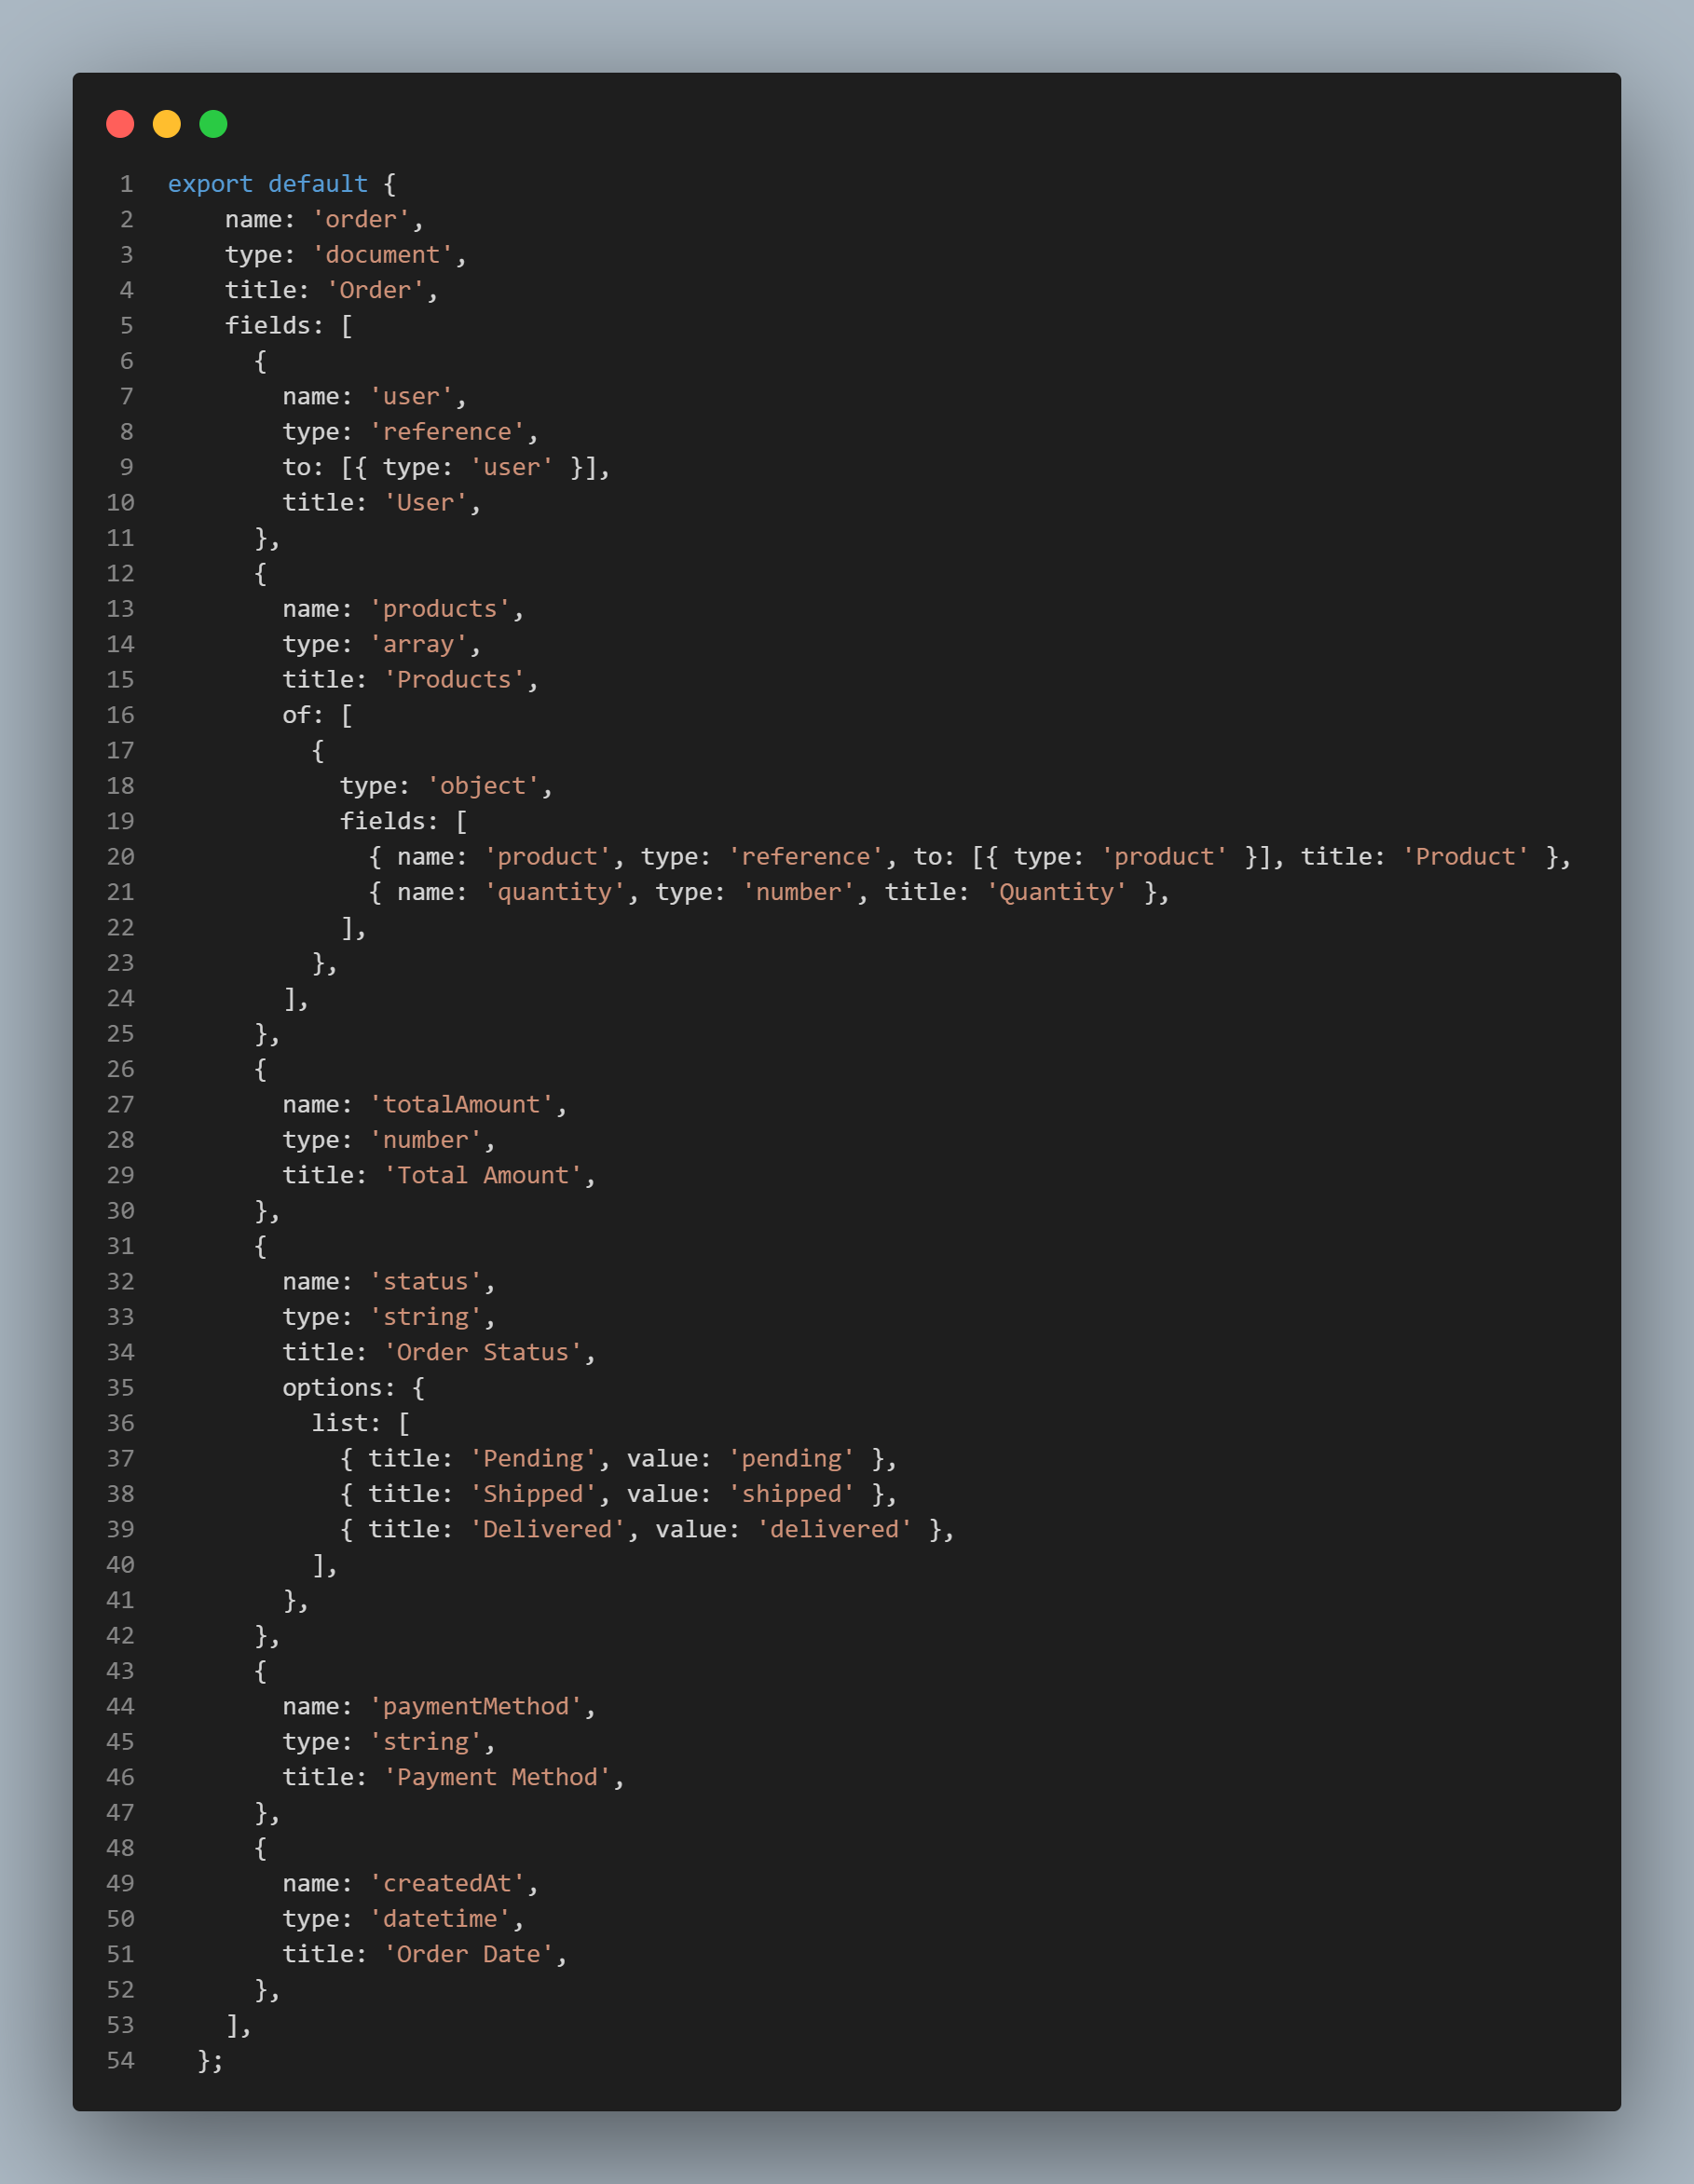 1 export default {
2     name: 'order',
3     type: 'document',
4     title: 'Order',
5     fields: [
6       {
7         name: 'user',
8         type: 'reference',
9         to: [{ type: 'user' }],
10         title: 'User',
11       },
12       {
13         name: 'products',
14         type: 'array',
15         title: 'Products',
16         of: [
17           {
18             type: 'object',
19             fields: [
20               { name: 'product', type: 'reference', to: [{ type: 'product' }], title: 'Product' },
21               { name: 'quantity', type: 'number', title: 'Quantity' },
22             ],
23           },
24         ],
25       },
26       {
27         name: 'totalAmount',
28         type: 'number',
29         title: 'Total Amount',
30       },
31       {
32         name: 'status',
33         type: 'string',
34         title: 'Order Status',
35         options: {
36           list: [
37             { title: 'Pending', value: 'pending' },
38             { title: 'Shipped', value: 'shipped' },
39             { title: 'Delivered', value: 'delivered' },
40           ],
41         },
42       },
43       {
44         name: 'paymentMethod',
45         type: 'string',
46         title: 'Payment Method',
47       },
48       {
49         name: 'createdAt',
50         type: 'datetime',
51         title: 'Order Date',
52       },
53     ],
54   };